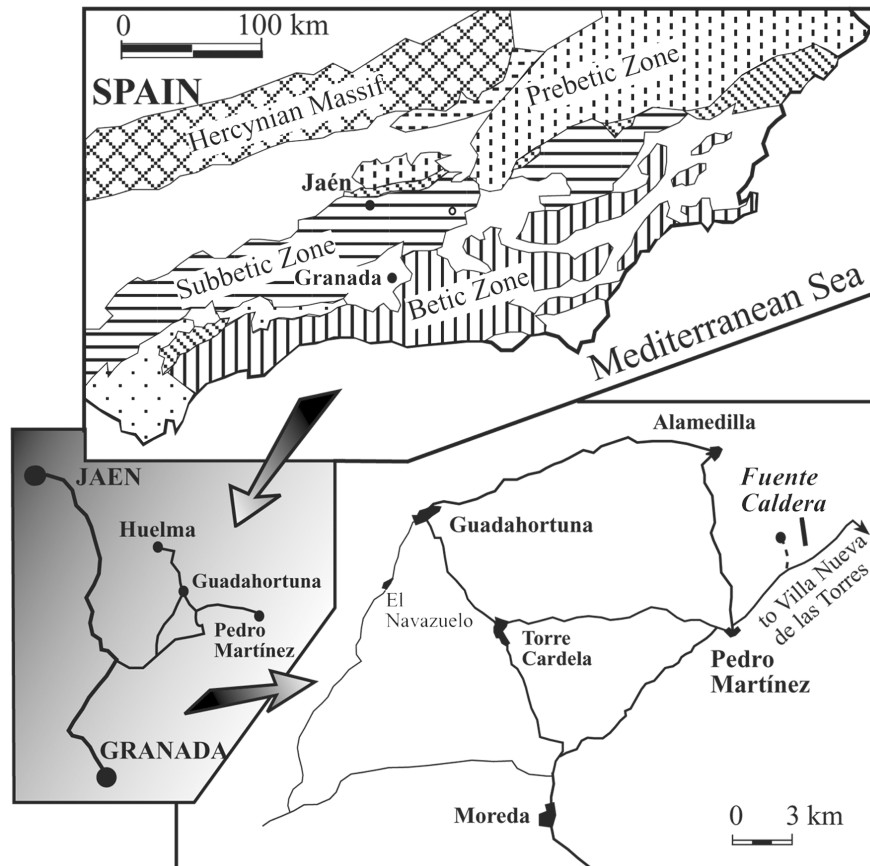 0 100 km
SPAIN
Hercynian Massif
Prebetic Zone
Jaén
Subbetic Zone
Granada
Betic Zone
Mediterranean Sea
JAEN
Huelma
Guadahortuna
Pedro
Martínez
GRANADA
Alamedilla
Fuente
Caldera
Guadahortuna
to Villa Nueva
de las Torres
El
Navazuelo
Torre
Cardela
Pedro
Martínez
Moreda
0 3 km